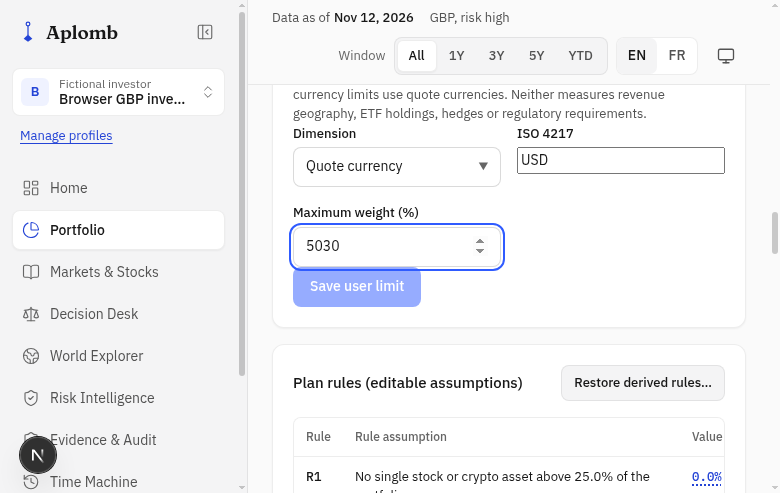 Data as of Nov 12, 2026 GBP, risk high
Aplomb
Window All 1Y 3Y 5Y YTD EN FR
B Fictional investor
Browser GBP inve...
Manage profiles
Home
Portfolio
Markets & Stocks
Decision Desk
World Explorer
Risk Intelligence
Evidence & Audit
N
Time Machine
currency limits use quote currencies. Neither measures revenue
geography, ETF holdings, hedges or regulatory requirements.
Dimension
Quote currency
ISO 4217
USD
Maximum weight (%)
5030
Save user limit
Plan rules (editable assumptions)
Restore derived rules...
Rule Rule assumption Value
R1 No single stock or crypto asset above 25.0% of the 0.0%